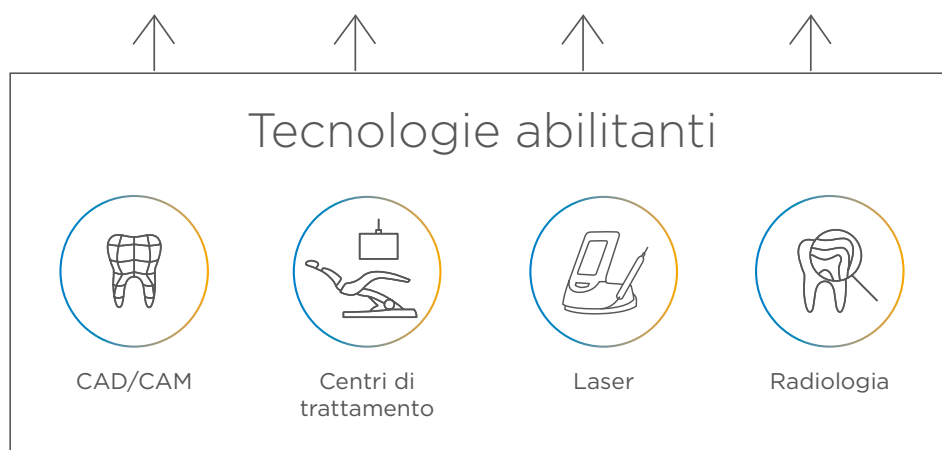 Tecnologie abilitanti
CAD/CAM
Centri di
trattamento
Laser
Radiologia